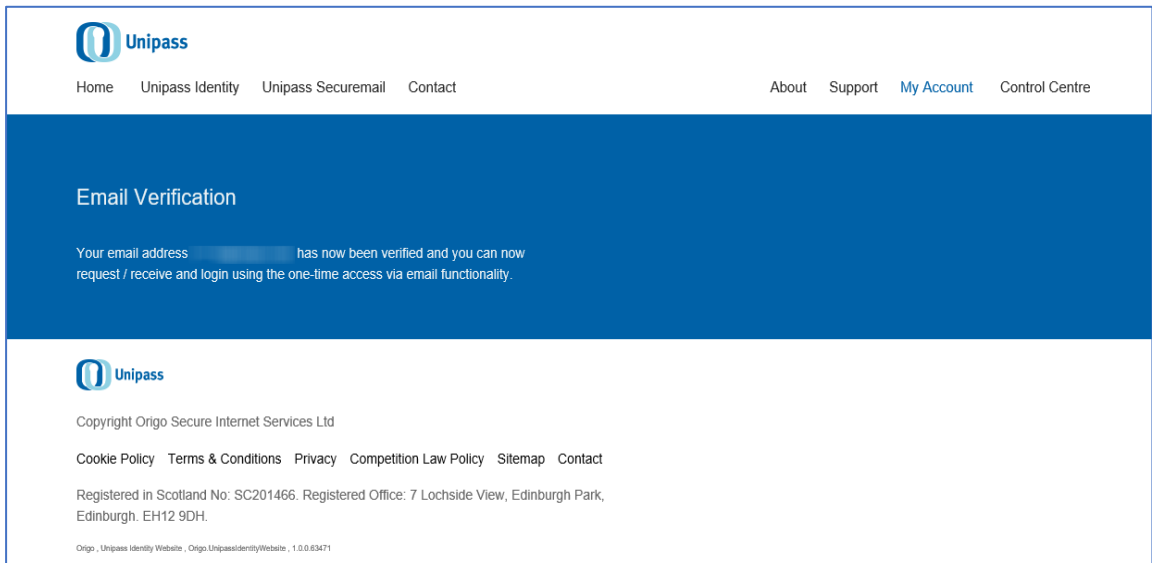 Unipass
Home Unipass Identity Unipass Securemail Contact About Support My Account Control Centre
Email Verification
Your email address has now been verified and you can now
request / receive and login using the one-time access via email functionality.
Unipass
Copyright Origo Secure Internet Services Ltd
Cookie Policy Terms & Conditions Privacy Competition Law Policy Sitemap Contact
Registered in Scotland No: SC201466. Registered Office: 7 Lochside View, Edinburgh Park,
Edinburgh. EH12 9DH.
Origo , Unipass Identity Website , Origo.UnipassIdentityWebsite , 1.0.0.63471